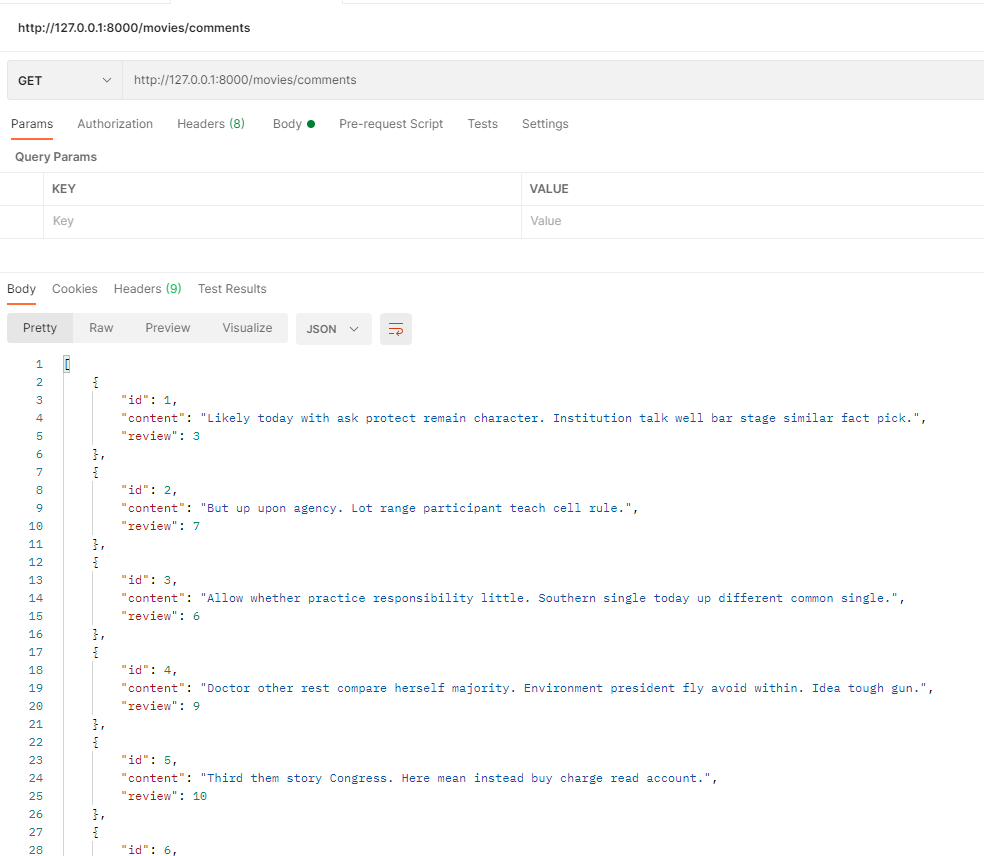 http://127.0.0.1:8000/movies/comments
GET http://127.0.0.1:8000/movies/comments
Params Authorization Headers (8) Body Pre-request Script Tests Settings
Query Params
KEY VALUE
Key Value
Body Cookies Headers (9) Test Results
Pretty Raw Preview Visualize JSON
1 [
2 {
3 "id": 1,
4 "content": "Likely today with ask protect remain character. Institution talk well bar stage similar fact pick.",
5 "review": 3
6 },
7 {
8 "id": 2,
9 "content": "But up upon agency. Lot range participant teach cell rule.",
10 "review": 7
11 },
12 {
13 "id": 3,
14 "content": "Allow whether practice responsibility little. Southern single today up different common single.",
15 "review": 6
16 },
17 {
18 "id": 4,
19 "content": "Doctor other rest compare herself majority. Environment president fly avoid within. Idea tough gun.",
20 "review": 9
21 },
22 {
23 "id": 5,
24 "content": "Third them story Congress. Here mean instead buy charge read account.",
25 "review": 10
26 },
27 {
28 "id": 6,